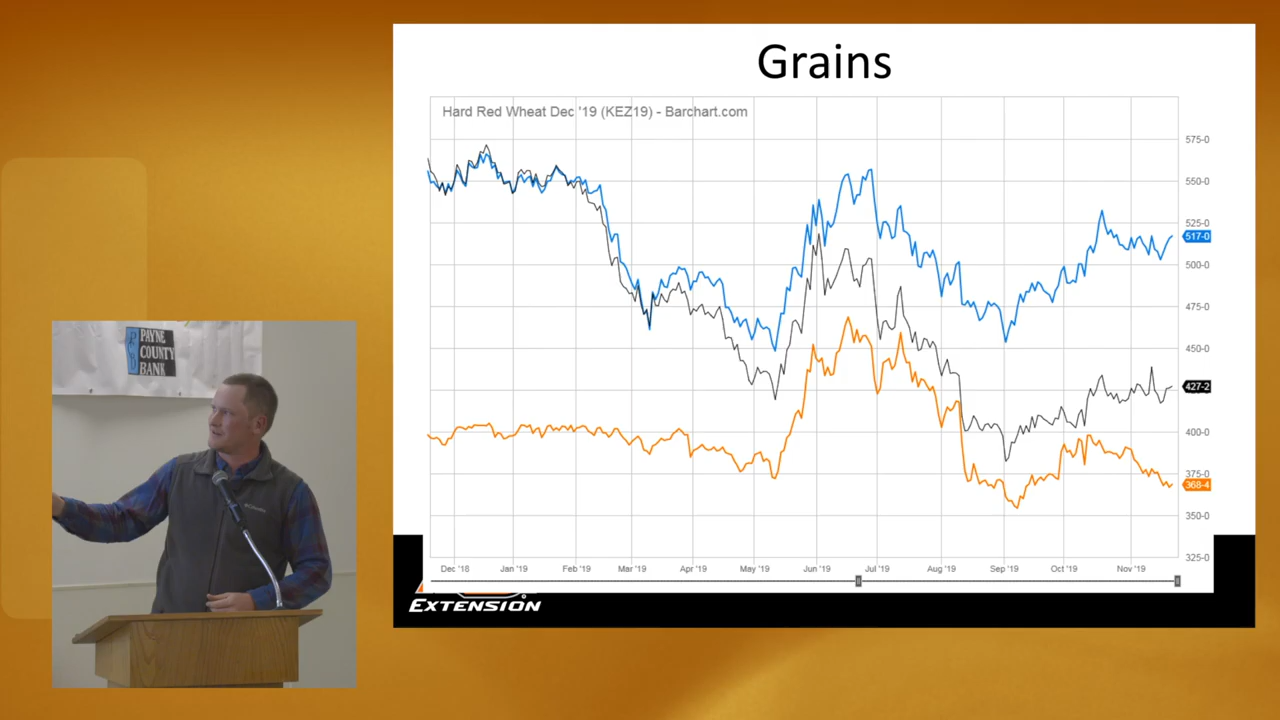 Grains
Hard Red Wheat Dec '19 (KEZ19) - Barchart.com
575-0
550-0
525-0
517-0
500-0
475-0
450-0
427-2
400-0
375-0
368-4
350-0
325-0
Dec '18 Jan '19 Feb '19 Mar '19 Apr '19 May '19 Jun '19 Jul '19 Aug '19 Sep '19 Oct '19 Nov '19
EXTENSION
PAYNE
COUNTY
BANK
Columbia